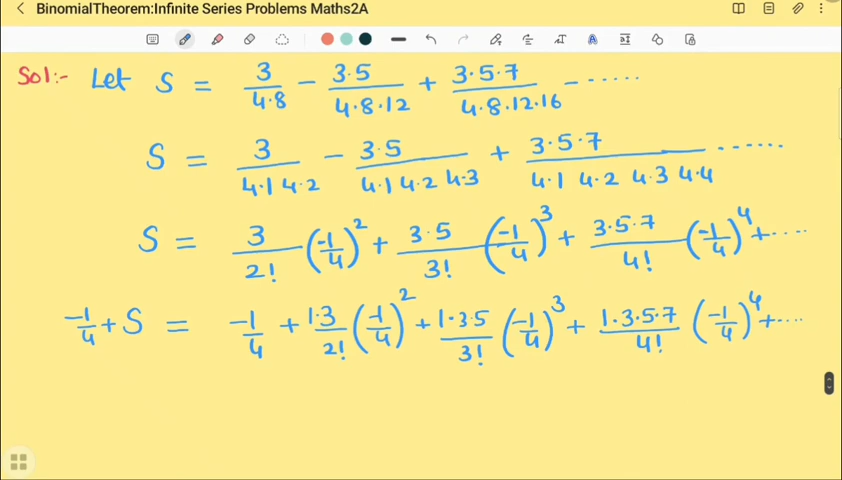 BinomialTheorem:Infinite Series Problems Maths2A
Sol:- Let S = 3/(4·8) - (3·5)/(4·8·12) + (3·5·7)/(4·8·12·16) - ......
S = 3/(4·1 4·2) - (3·5)/(4·1 4·2 4·3) + (3·5·7)/(4·1 4·2 4·3 4·4) ......
S = 3/2! (-1/4)^2 + (3·5)/3! (-1/4)^3 + (3·5·7)/4! (-1/4)^4 + ....
-1/4 + S = -1/4 + (1·3)/2! (-1/4)^2 + (1·3·5)/3! (-1/4)^3 + (1·3·5·7)/4! (-1/4)^4 + ....